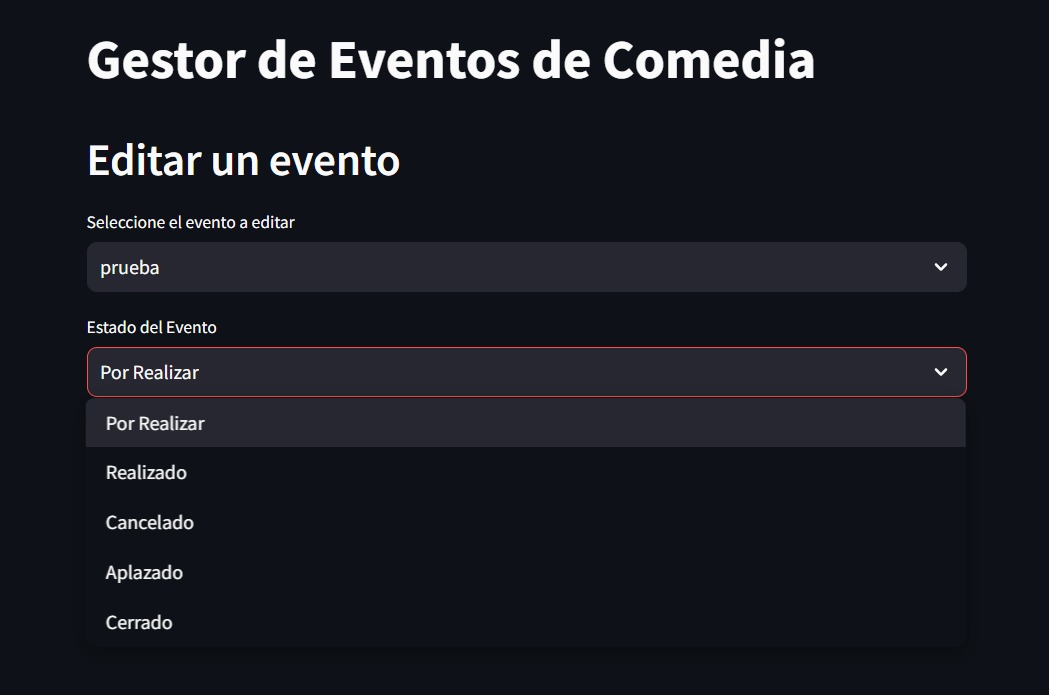 Gestor de Eventos de Comedia
Editar un evento
Seleccione el evento a editar
prueba
Estado del Evento
Por Realizar
Por Realizar
Realizado
Cancelado
Aplazado
Cerrado